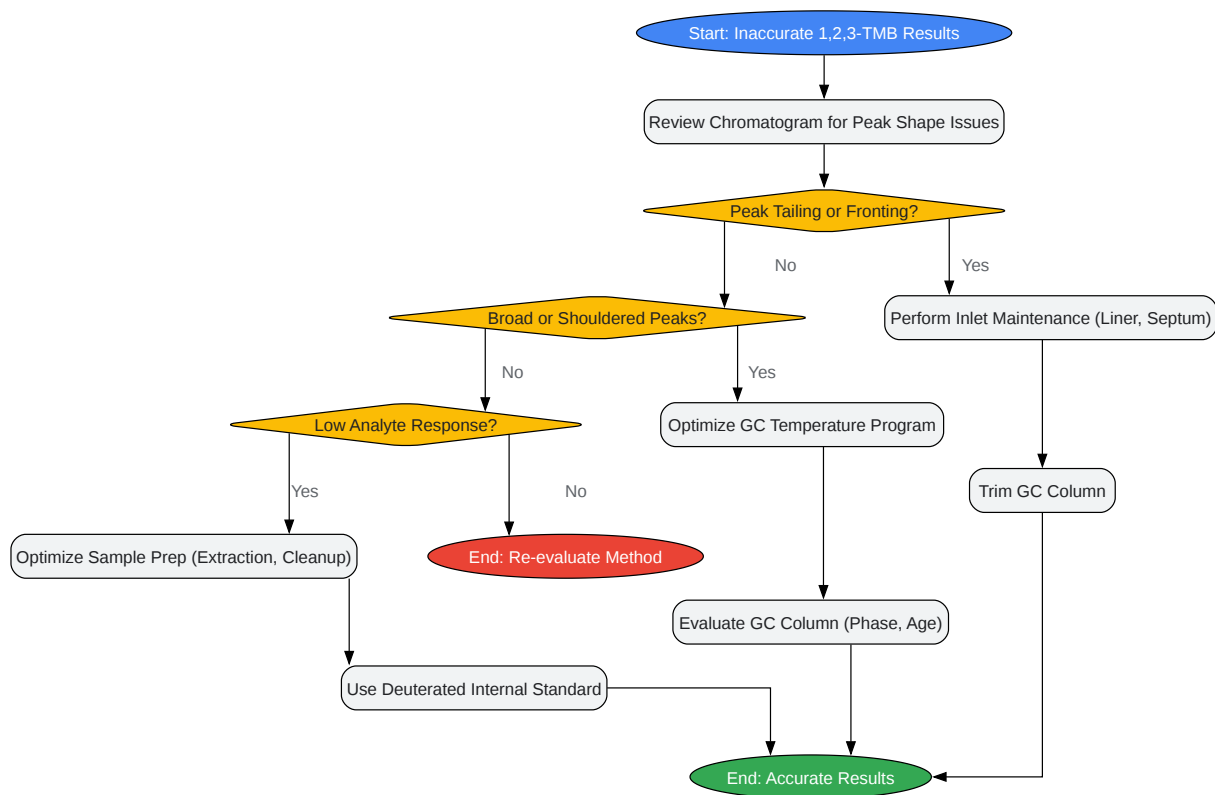 Start: Inaccurate 1,2,3-TMB Results
Review Chromatogram for Peak Shape Issues
Peak Tailing or Fronting?
No
Yes
Perform Inlet Maintenance (Liner, Septum)
Broad or Shouldered Peaks?
No
Yes
Optimize GC Temperature Program
Low Analyte Response?
Trim GC Column
Yes
No
Optimize Sample Prep (Extraction, Cleanup)
End: Re-evaluate Method
Evaluate GC Column (Phase, Age)
Use Deuterated Internal Standard
End: Accurate Results